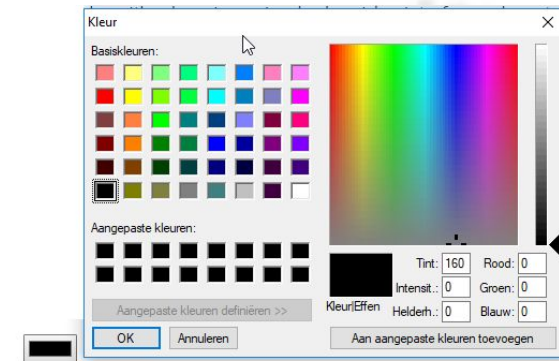 Kleur
Basiskleuren:
Aangepaste kleuren:
Aangepaste kleuren definiëren >>
OK Annuleren
Kleur|Effen
Tint: 160 Rood: 0
Intensit.: 0 Groen: 0
Helderh.: 0 Blauw: 0
Aan aangepaste kleuren toevoegen